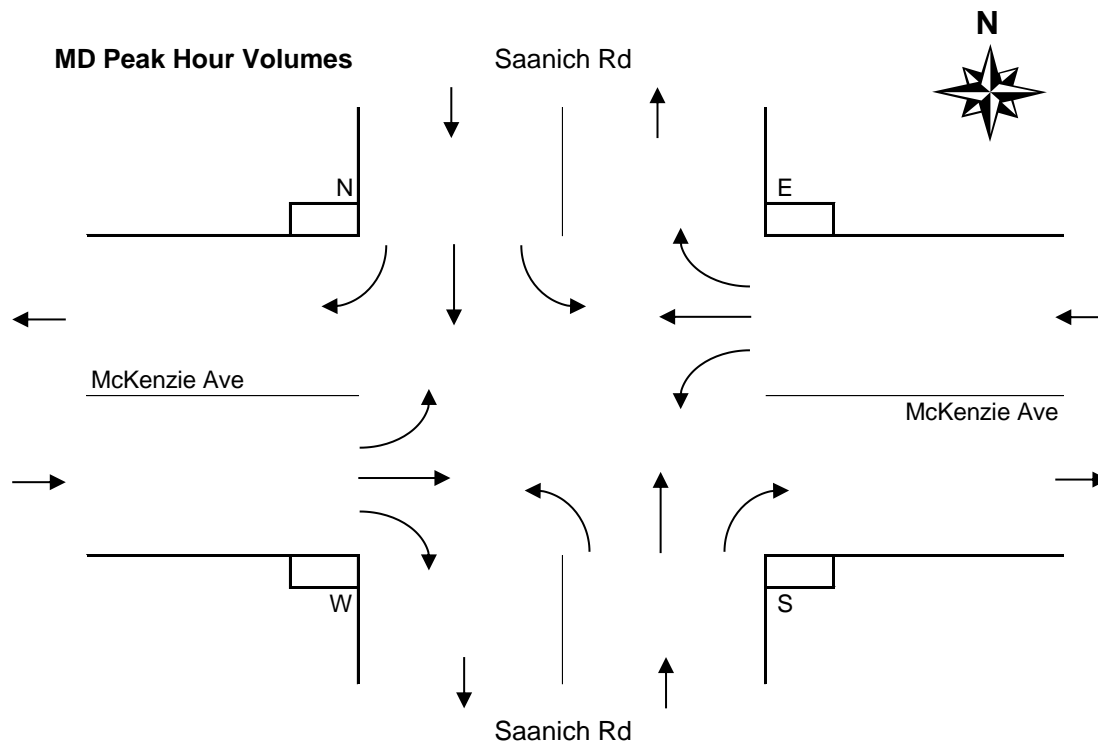 N
MD Peak Hour Volumes
Saanich Rd
N
E
McKenzie Ave
McKenzie Ave
W
S
Saanich Rd